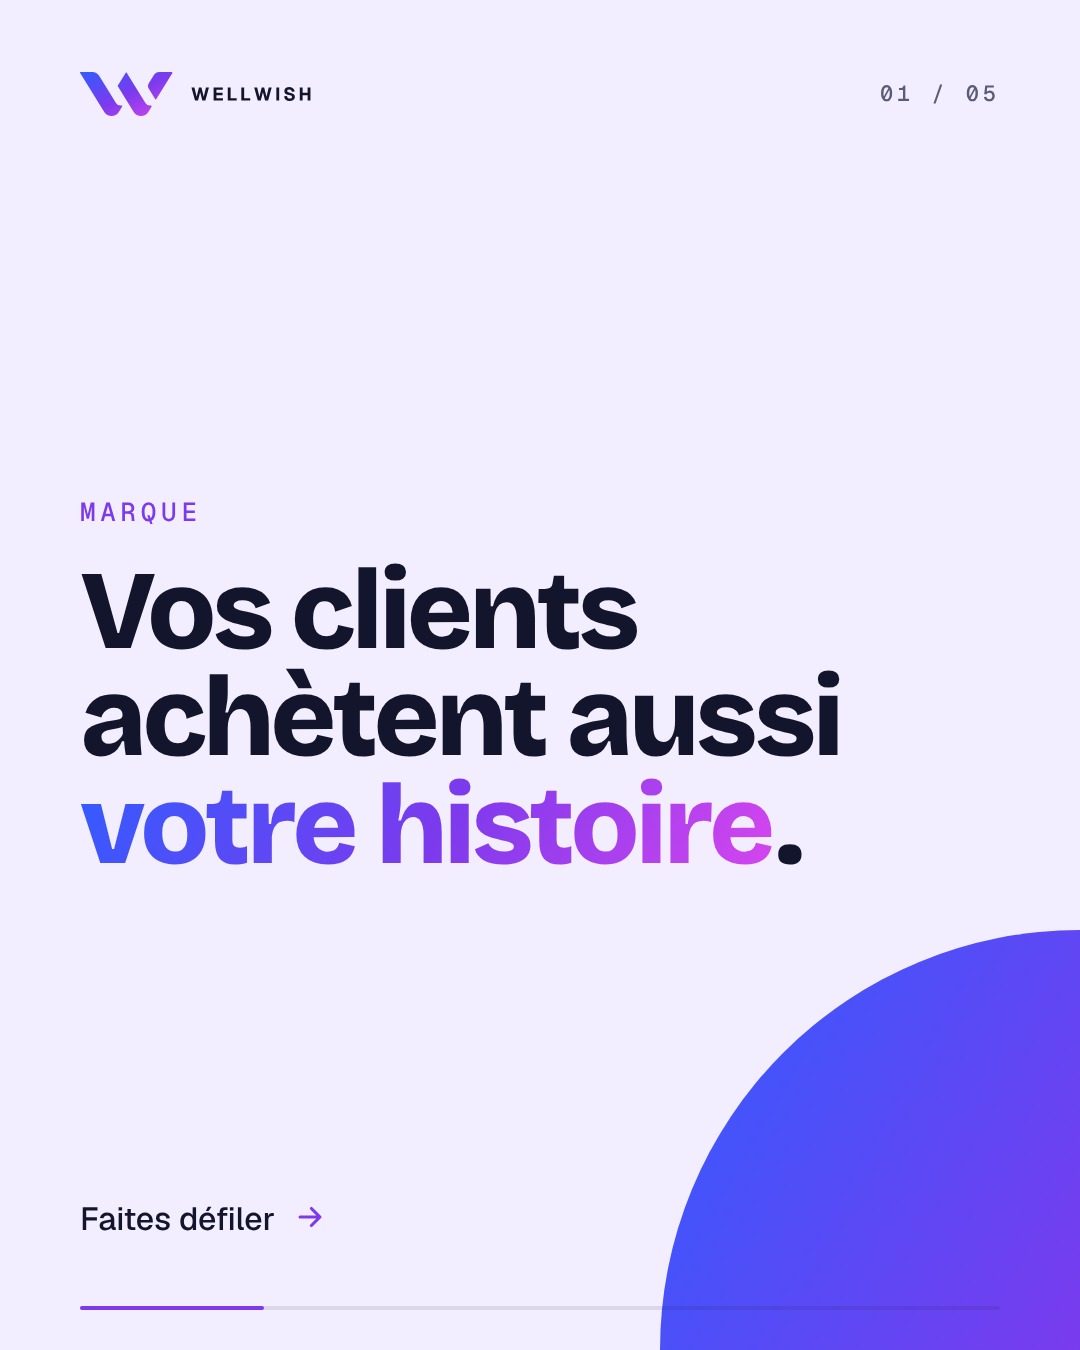 WELLWISH
01 / 05
MARQUE
Vos clients
achètent aussi
votre histoire.
Faites défiler →